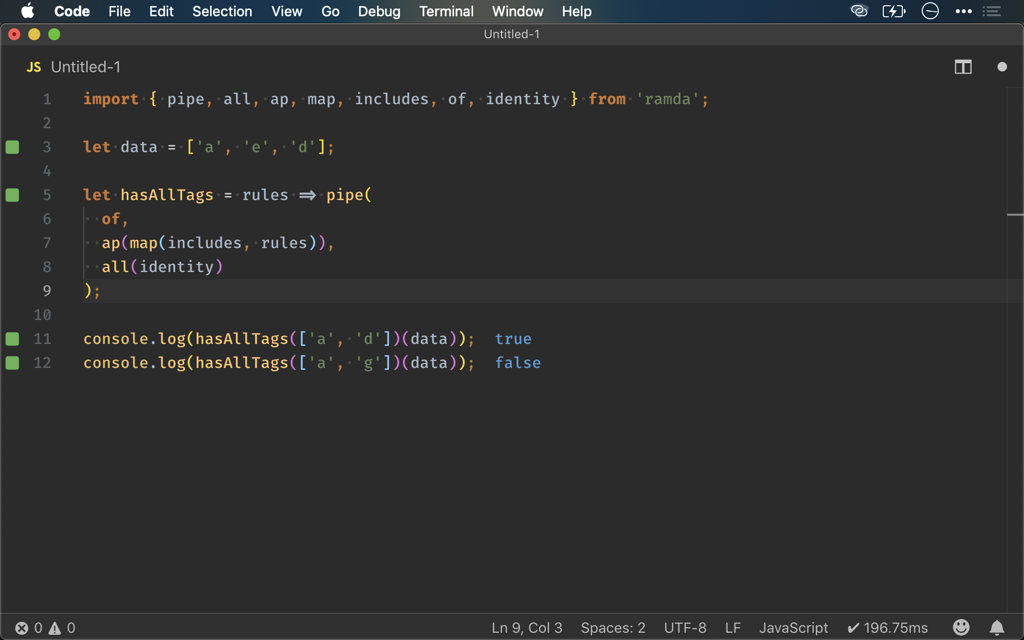 Code File Edit Selection View Go Debug Terminal Window Help
Untitled-1
JS Untitled-1
1 import { pipe, all, ap, map, includes, of, identity } from 'ramda';
2
3 let data = ['a', 'e', 'd'];
4
5 let hasAllTags = rules => pipe(
6 of,
7 ap(map(includes, rules)),
8 all(identity)
9 );
10
11 console.log(hasAllTags(['a', 'd'])(data)); true
12 console.log(hasAllTags(['a', 'g'])(data)); false
0 0 Ln 9, Col 3 Spaces: 2 UTF-8 LF JavaScript ✔ 196.75ms